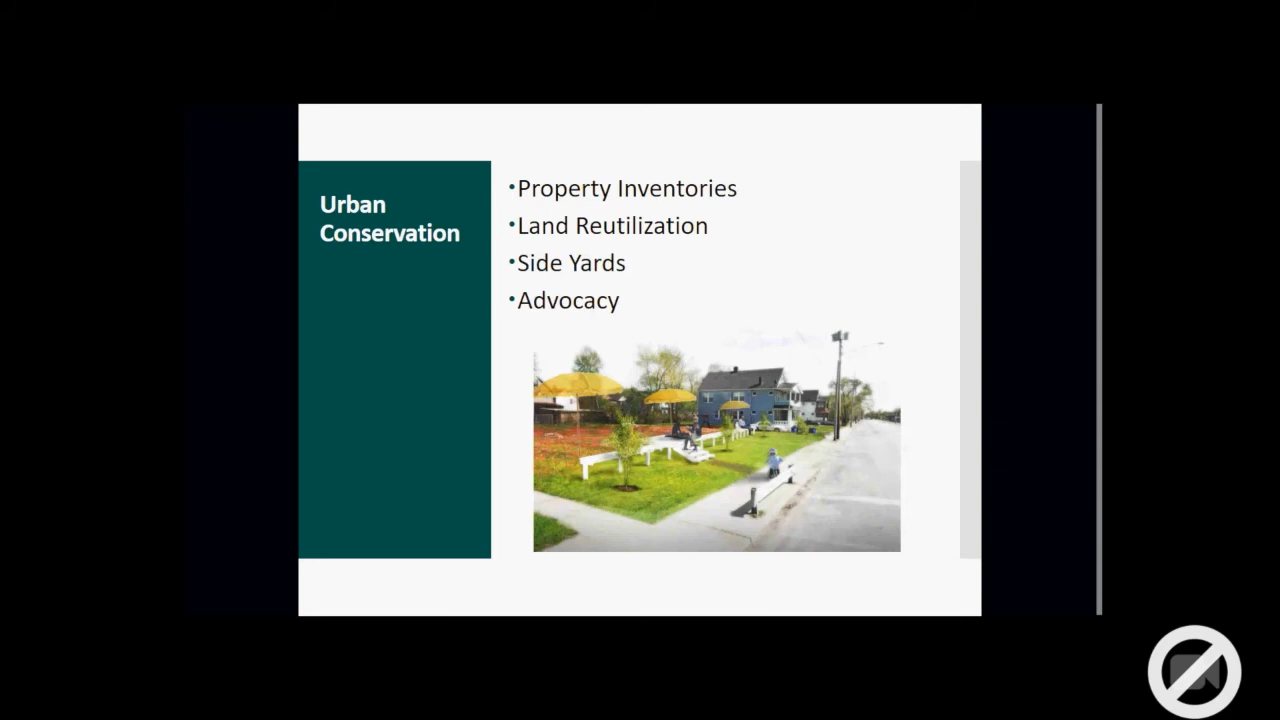 Urban
Conservation
•Property Inventories
•Land Reutilization
•Side Yards
•Advocacy